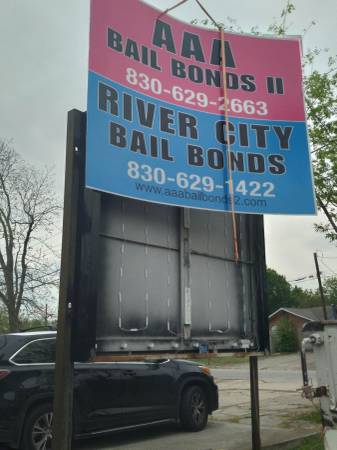 AAA
BAIL BONDS II
830-629-2663
RIVER CITY
BAIL BONDS
830-629-1422
www.aaabailbonds2.com